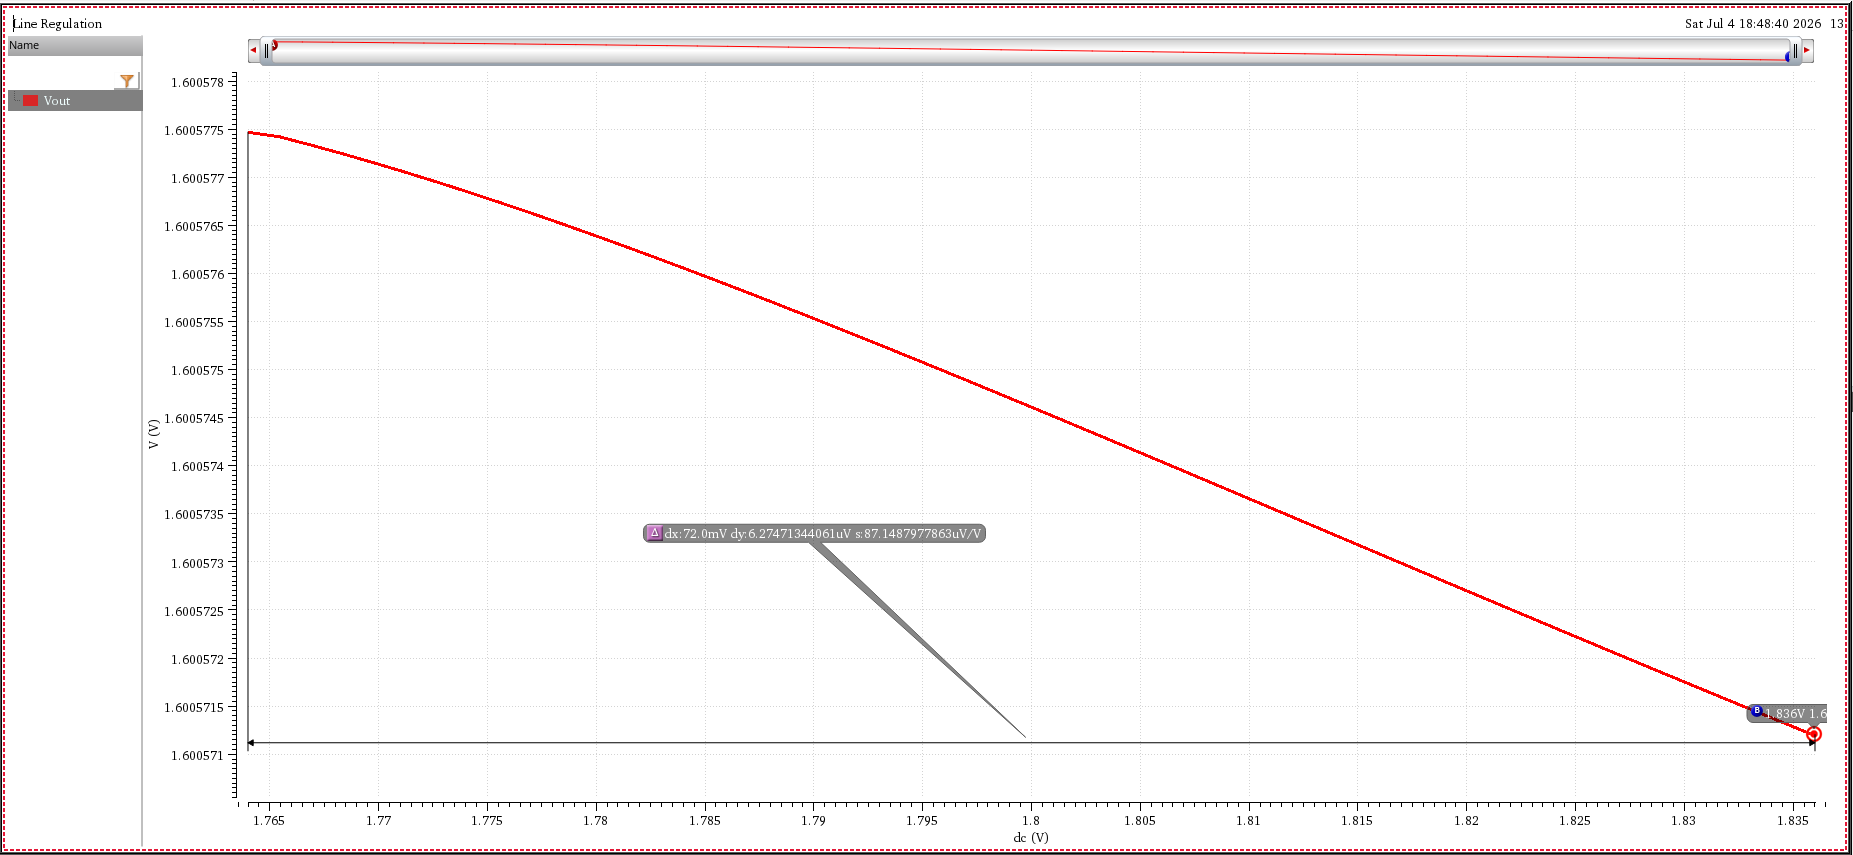 Line Regulation
Sat Jul 4 18:48:40 2026 13
Name
Vout
1.600578
1.6005775
1.600577
1.6005765
1.600576
1.6005755
1.600575
1.6005745
1.600574
1.6005735
1.600573
1.6005725
1.600572
1.6005715
1.600571
V (V)
Δ dx:72.0mV dy:6.27471344061uV s:87.1487977863uV/V
B 1.836V 1.6
1.765 1.77 1.775 1.78 1.785 1.79 1.795 1.8 1.805 1.81 1.815 1.82 1.825 1.83 1.835
dc (V)